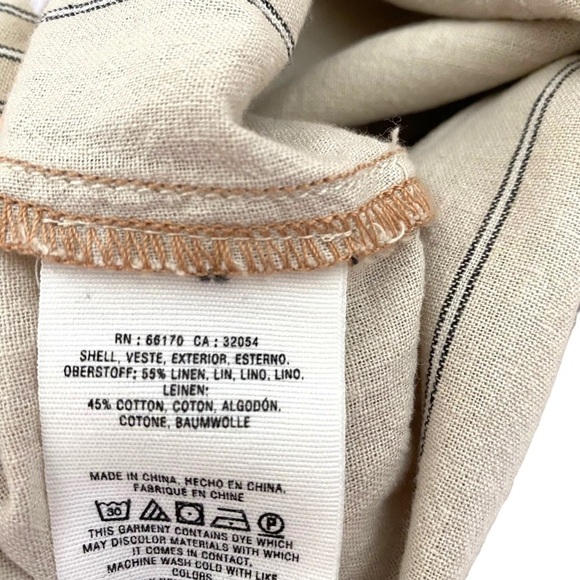 RN : 66170 CA : 32054
SHELL, VESTE, EXTERIOR, ESTERNO.
OBERSTOFF: 55% LINEN, LIN, LINO, LINO.
LEINEN:
45% COTTON, COTON, ALGODÓN.
COTONE, BAUMWOLLE
MADE IN CHINA, HECHO EN CHINA.
FABRIQUÉ EN CHINE
30 P
THIS GARMENT CONTAINS DYE WHICH
MAY DISCOLOR MATERIALS WITH WHICH
IT COMES IN CONTACT.
MACHINE WASH COLD WITH LIKE
COLORS